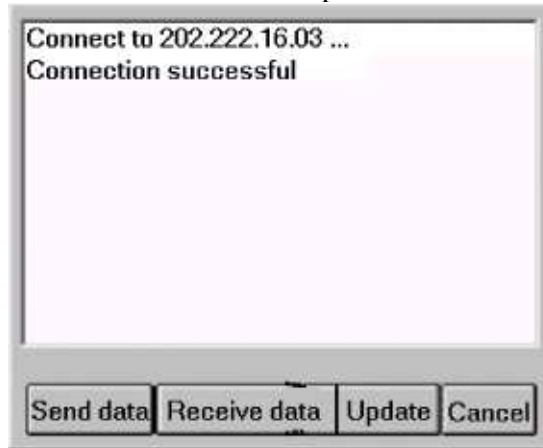 Connect to 202.222.16.03 ...
Connection successful
Send data Receive data Update Cancel